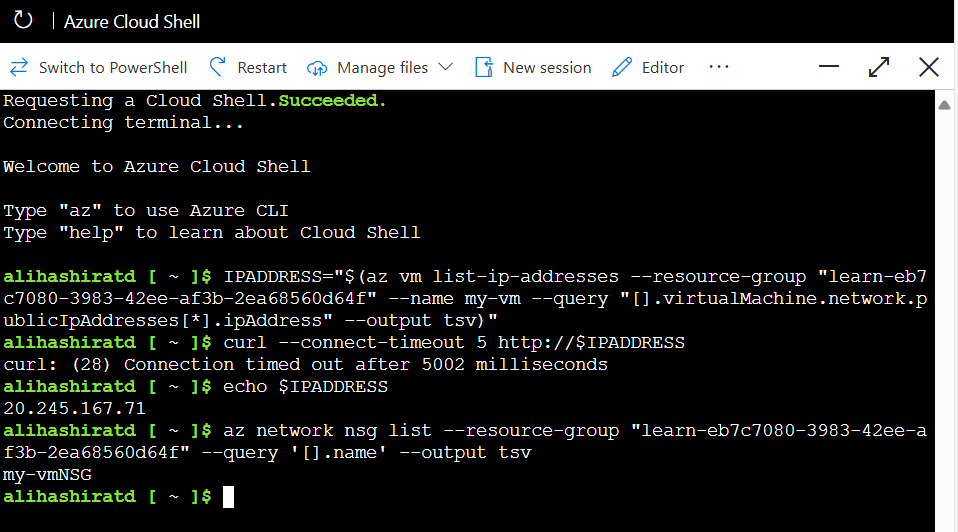 Azure Cloud Shell
Switch to PowerShell Restart Manage files New session Editor ...
Requesting a Cloud Shell.Succeeded.
Connecting terminal...
Welcome to Azure Cloud Shell
Type "az" to use Azure CLI
Type "help" to learn about Cloud Shell
alihashiratd [ ~ ]$ IPADDRESS="$(az vm list-ip-addresses --resource-group "learn-eb7
c7080-3983-42ee-af3b-2ea68560d64f" --name my-vm --query "[].virtualMachine.network.p
ublicIpAddresses[*].ipAddress" --output tsv)"
alihashiratd [ ~ ]$ curl --connect-timeout 5 http://$IPADDRESS
curl: (28) Connection timed out after 5002 milliseconds
alihashiratd [ ~ ]$ echo $IPADDRESS
20.245.167.71
alihashiratd [ ~ ]$ az network nsg list --resource-group "learn-eb7c7080-3983-42ee-a
f3b-2ea68560d64f" --query '[].name' --output tsv
my-vmNSG
alihashiratd [ ~ ]$